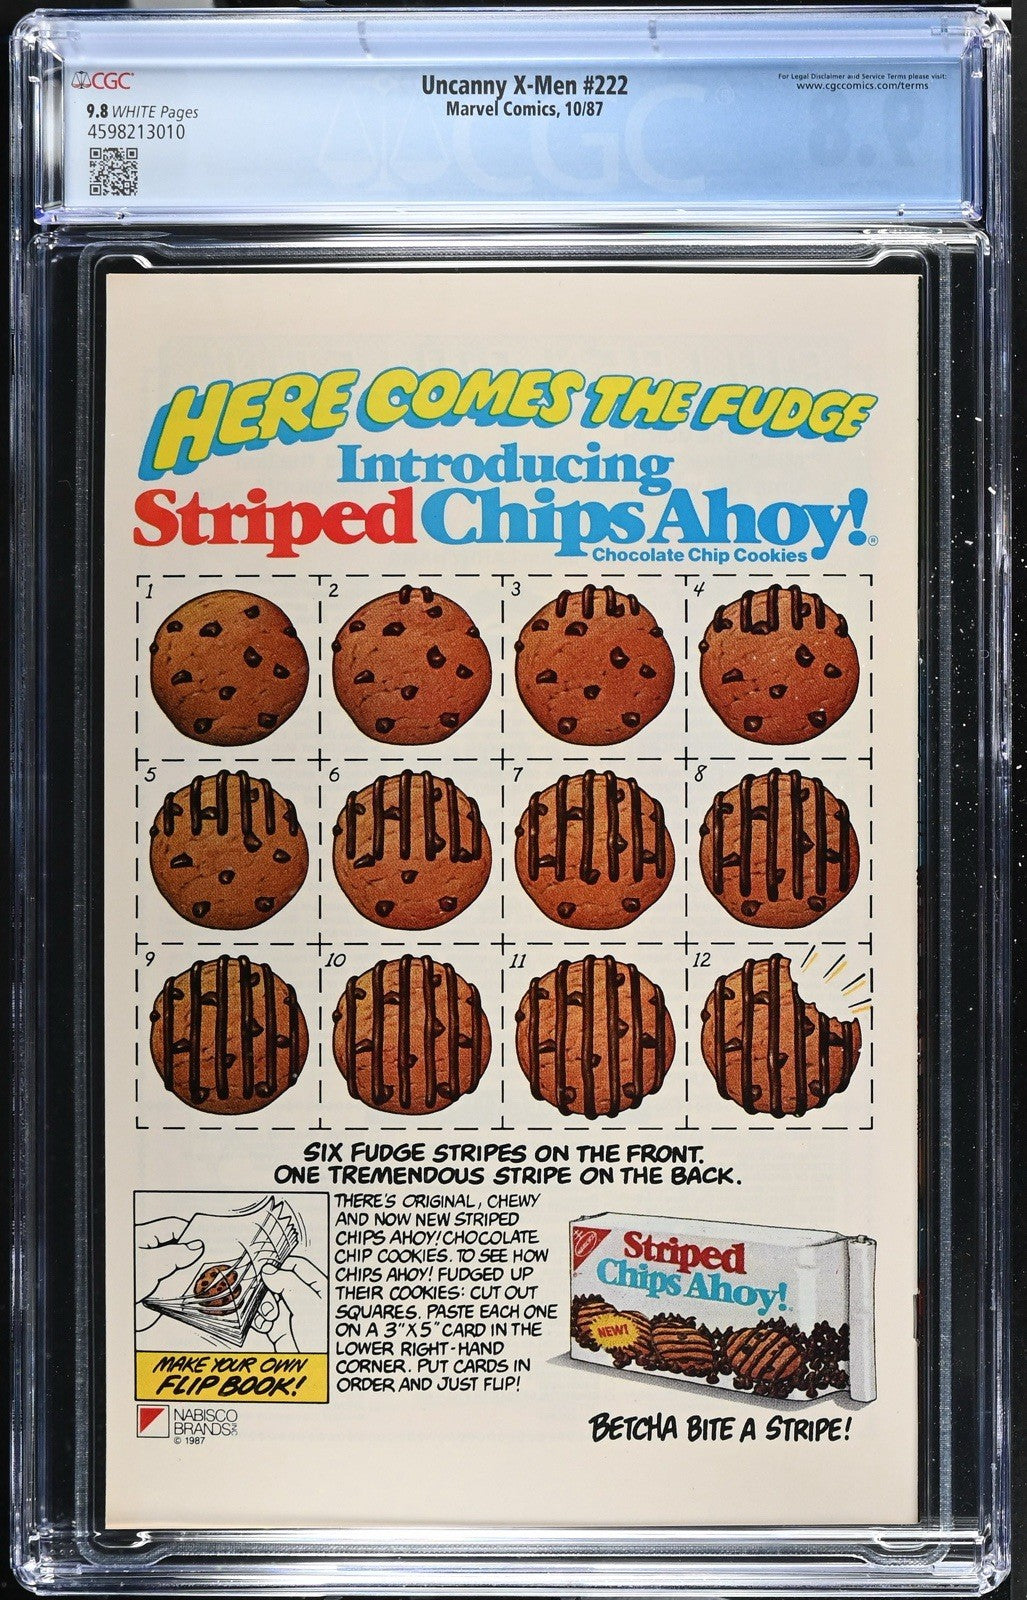 CGC
Uncanny X-Men #222
Marvel Comics, 10/87
9.8 WHITE Pages
4598213010
For Legal Disclaimer and Service Terms please visit:
www.cgccomics.com/terms
HERE COMES THE FUDGE
Introducing
Striped Chips Ahoy!®
Chocolate Chip Cookies
1 2 3 4
5 6 7 8
9 10 11 12
SIX FUDGE STRIPES ON THE FRONT.
ONE TREMENDOUS STRIPE ON THE BACK.
THERE'S ORIGINAL, CHEWY
AND NOW NEW STRIPED
CHIPS AHOY! CHOCOLATE
CHIP COOKIES. TO SEE HOW
CHIPS AHOY! FUDGED UP
THEIR COOKIES: CUT OUT
SQUARES. PASTE EACH ONE
ON A 3"X5" CARD IN THE
LOWER RIGHT-HAND
CORNER. PUT CARDS IN
ORDER AND JUST FLIP!
MAKE YOUR OWN
FLIP BOOK!
NABISCO
BRANDS INC
© 1987
NABISCO
Striped
Chips Ahoy!
NEW!
BETCHA BITE A STRIPE!